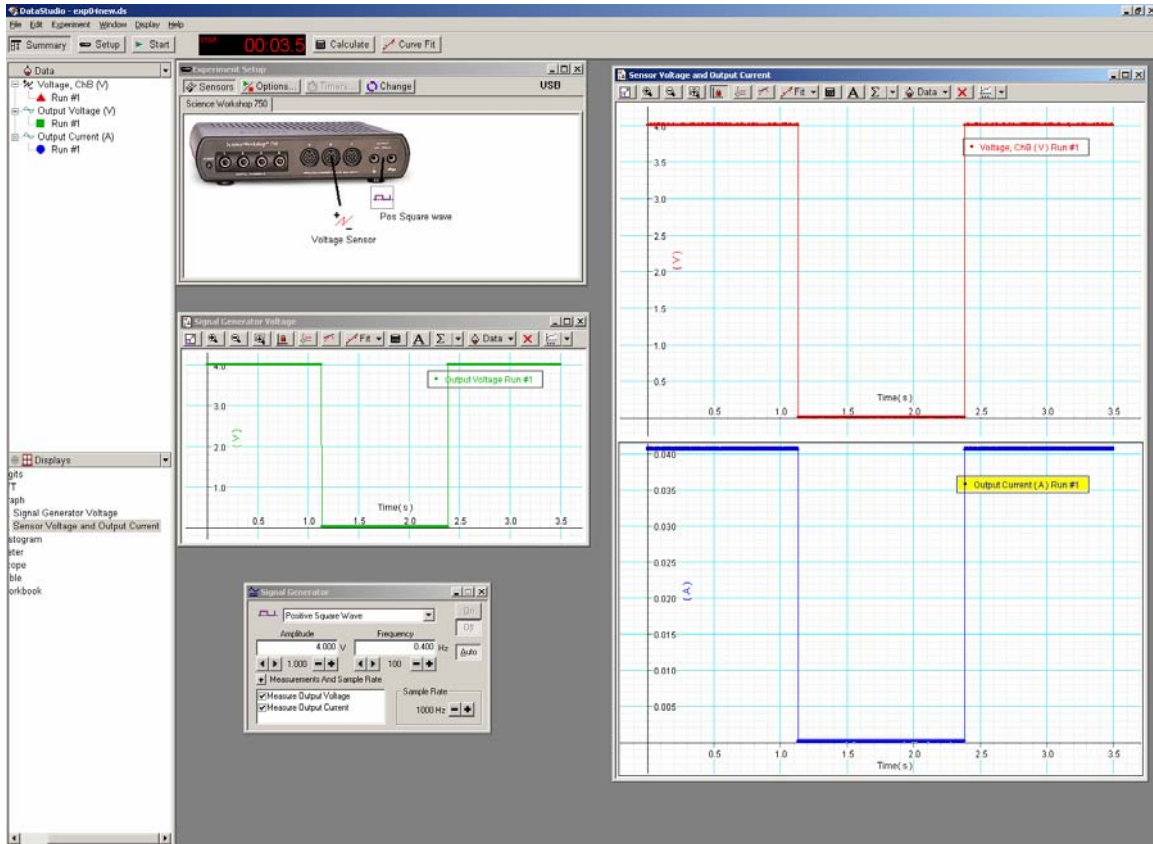 DataStudio - exp04new.ds
File Edit Experiment Window Display Help
Summary Setup Start 00:03.5 Calculate Curve Fit
Data
Voltage, ChB (V)
Run #1
Output Voltage (V)
Run #1
Output Current (A)
Run #1
Displays
gits
T
aph
Signal Generator Voltage
Sensor Voltage and Output Current
stogram
eter
cope
ble
orkbook
Experiment Setup
Sensors Options... Timers... Change USB
Science Workshop 750
Pos Square wave
Voltage Sensor
Signal Generator Voltage
Fit A Σ Data
4.0
Output Voltage Run #1
3.0
(V)
2.0
1.0
Time(s)
0.5 1.0 1.5 2.0 2.5 3.0 3.5
Signal Generator
Positive Square Wave
On
Off
Auto
Amplitude Frequency
4.000 V 0.400 Hz
1.000 100
Measurements And Sample Rate
Measure Output Voltage
Measure Output Current
Sample Rate
1000 Hz
Sensor Voltage and Output Current
Fit A Σ Data
4.0
Voltage, ChB (V) Run #1
3.5
3.0
2.5
(V)
2.0
1.5
1.0
0.5
Time(s)
0.5 1.0 1.5 2.0 2.5 3.0 3.5
0.040
Output Current (A) Run #1
0.035
0.030
0.025
(A)
0.020
0.015
0.010
0.005
0.5 1.0 1.5 2.0 2.5 3.0 3.5
Time(s)